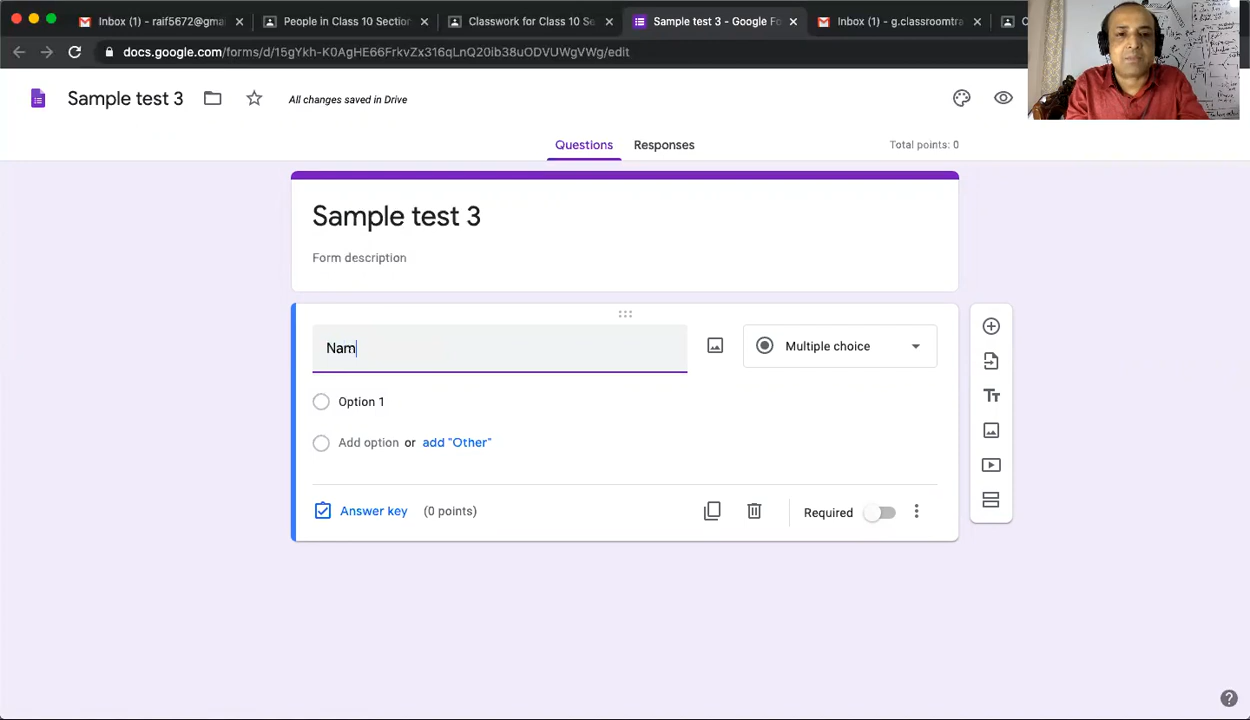 Inbox (1) - raif5672@gma
People in Class 10 Section
Classwork for Class 10 Se
Sample test 3 - Google Fo
Inbox (1) - g.classroomtra
docs.google.com/forms/d/15gYkh-K0AgHE66FrkvZx316qLnQ20ib38uODVUWgVWg/edit
Sample test 3
All changes saved in Drive
Questions
Responses
Total points: 0
Sample test 3
Form description
Nam
Multiple choice
Option 1
Add option or add "Other"
Answer key (0 points)
Required